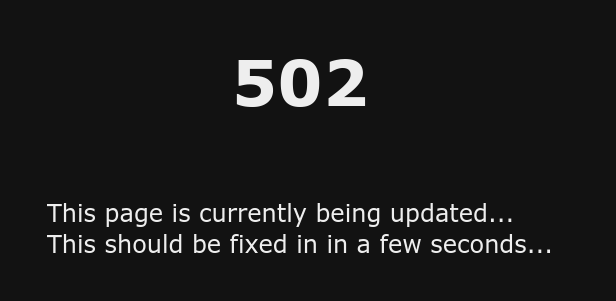 502
This page is currently being updated...
This should be fixed in in a few seconds...